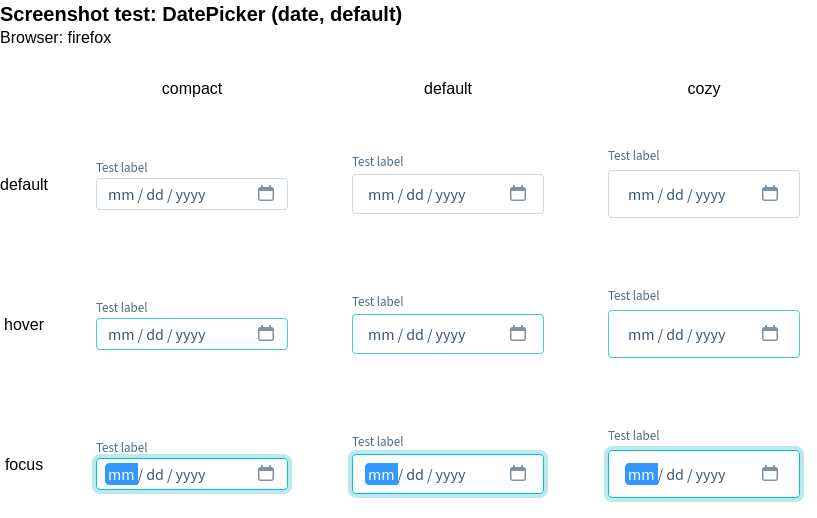 Screenshot test: DatePicker (date, default)
Browser: firefox
compact default cozy
default
Test label Test label Test label
mm / dd / yyyy mm / dd / yyyy mm / dd / yyyy
hover
Test label Test label Test label
mm / dd / yyyy mm / dd / yyyy mm / dd / yyyy
focus
Test label Test label Test label
mm / dd / yyyy mm / dd / yyyy mm / dd / yyyy